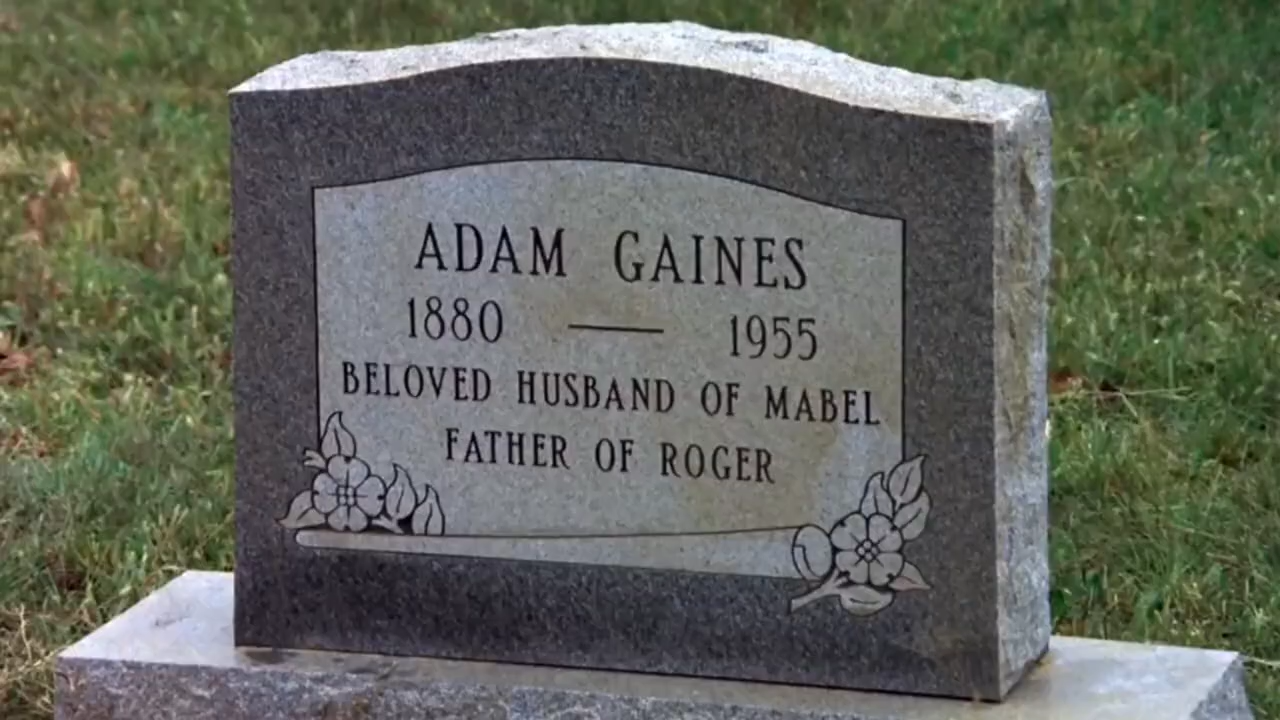 ADAM GAINES
1880 — 1955
BELOVED HUSBAND OF MABEL
FATHER OF ROGER